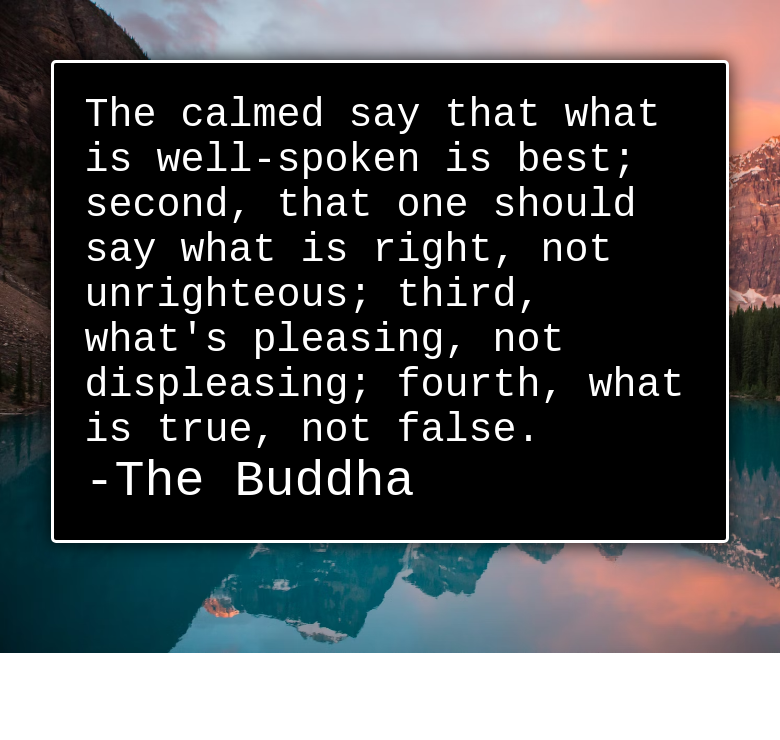 The calmed say that what
is well-spoken is best;
second, that one should
say what is right, not
unrighteous; third,
what's pleasing, not
displeasing; fourth, what
is true, not false.
-The Buddha